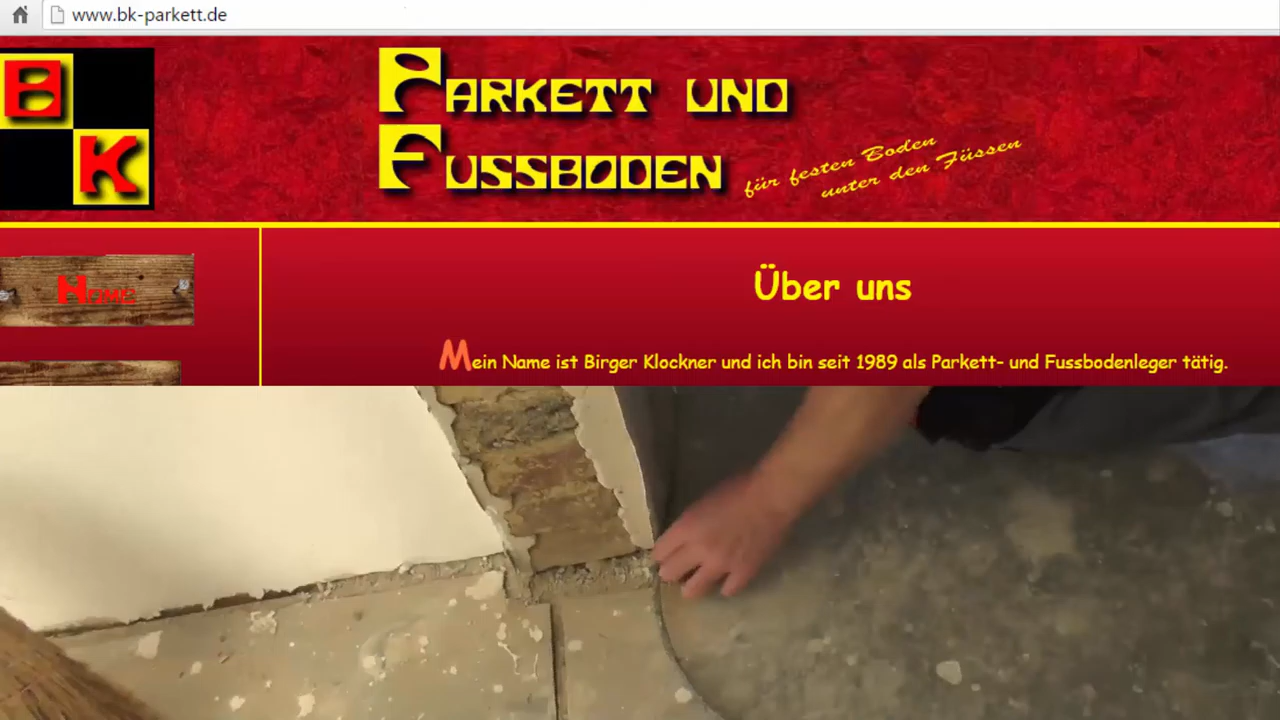 www.bk-parkett.de
B
K
Parkett und
Fussboden
für festen Boden
unter den Füssen
Home
Über uns
Mein Name ist Birger Klockner und ich bin seit 1989 als Parkett- und Fussbodenleger tätig.